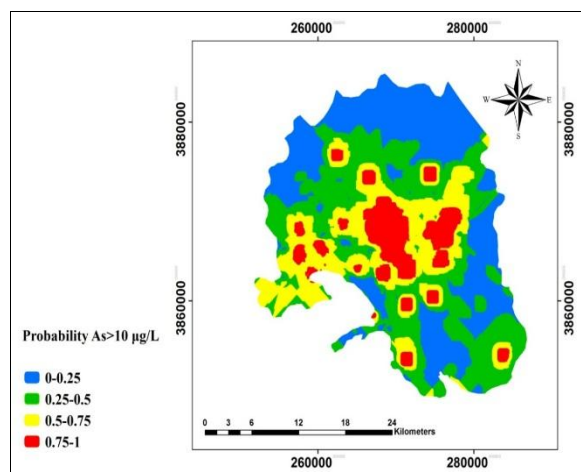 260000 280000
N
W E
S
3880000 3880000
3860000 3860000
Probability As>10 µg/L
0-0.25
0.25-0.5
0.5-0.75
0.75-1
0 3 6 12 18 24
Kilometers
260000 280000